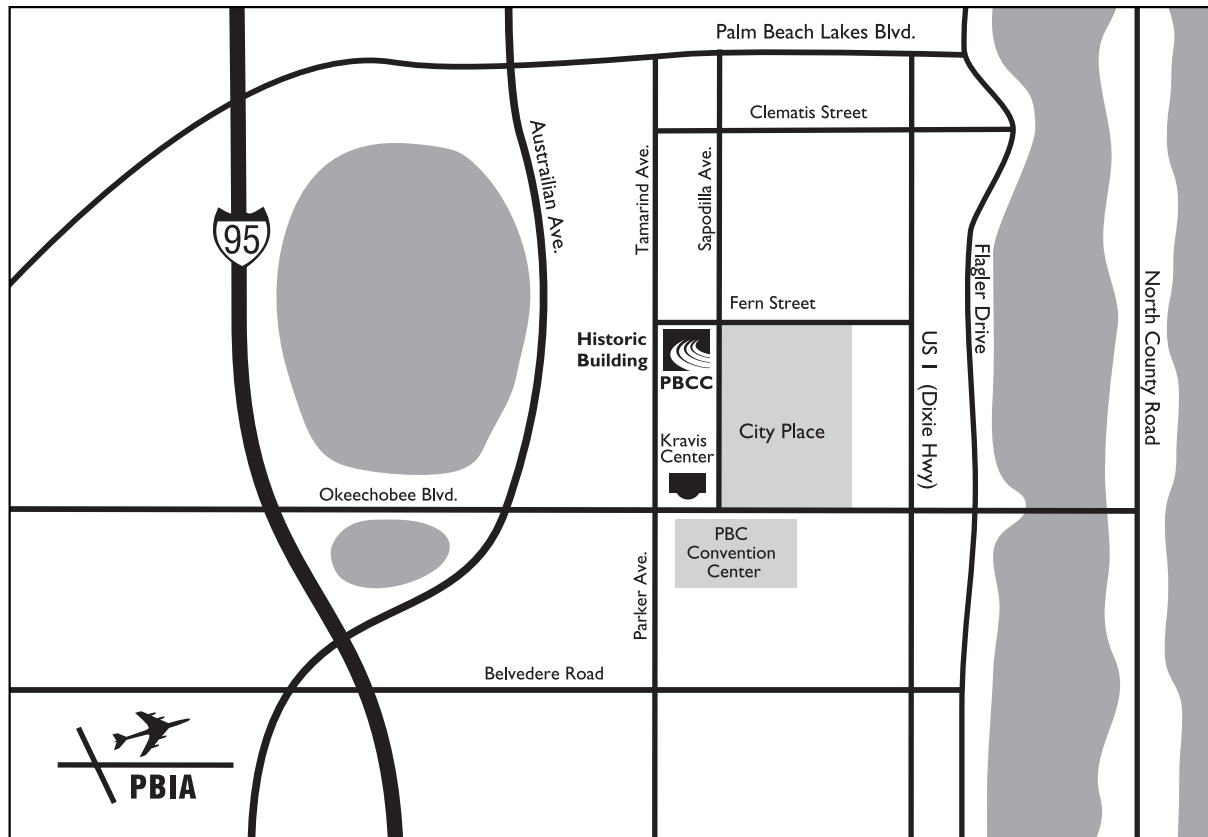 Palm Beach Lakes Blvd.
Clematis Street
Austrailian Ave.
Tamarind Ave.
Sapodilla Ave.
95
Flagler Drive
North County Road
Fern Street
Historic
Building
PBCC
US 1 (Dixie Hwy)
City Place
Kravis
Center
Okeechobee Blvd.
PBC
Convention
Center
Parker Ave.
Belvedere Road
PBIA